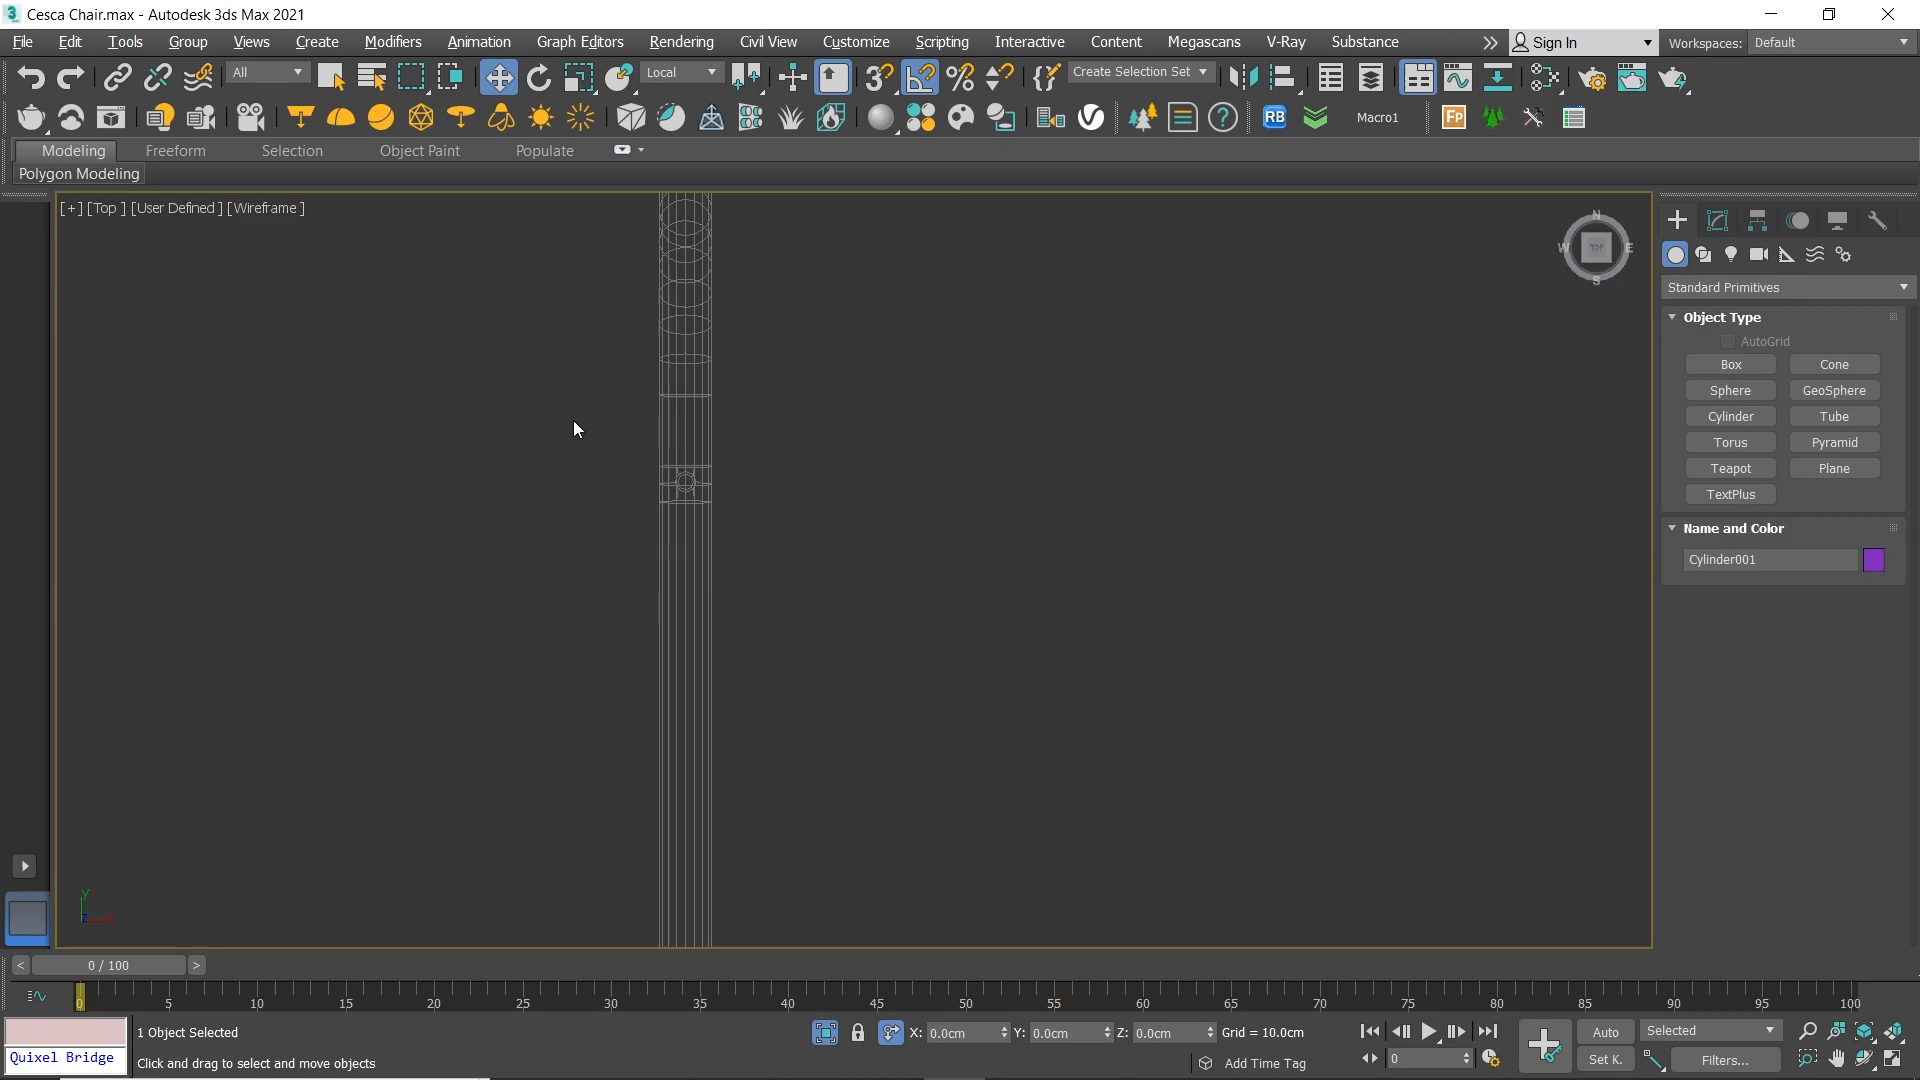 Cesca Chair.max - Autodesk 3ds Max 2021
File Edit Tools Group Views Create Modifiers Animation Graph Editors Rendering Civil View Customize Scripting Interactive Content Megascans V-Ray Substance Sign In Workspaces: Default
All Local Create Selection Set
RB Macro1 Fp
Modeling Freeform Selection Object Paint Populate
Polygon Modeling
[+] [Top ] [User Defined ] [Wireframe ]
N
W TOP E
S
Standard Primitives
Object Type
AutoGrid
Box Cone
Sphere GeoSphere
Cylinder Tube
Torus Pyramid
Teapot Plane
TextPlus
Name and Color
Cylinder001
y
z x
< 0 / 100 >
0 5 10 15 20 25 30 35 40 45 50 55 60 65 70 75 80 85 90 95 100
1 Object Selected X: 0.0cm Y: 0.0cm Z: 0.0cm Grid = 10.0cm Auto Selected
Quixel Bridge Click and drag to select and move objects Add Time Tag 0 Set K. Filters...